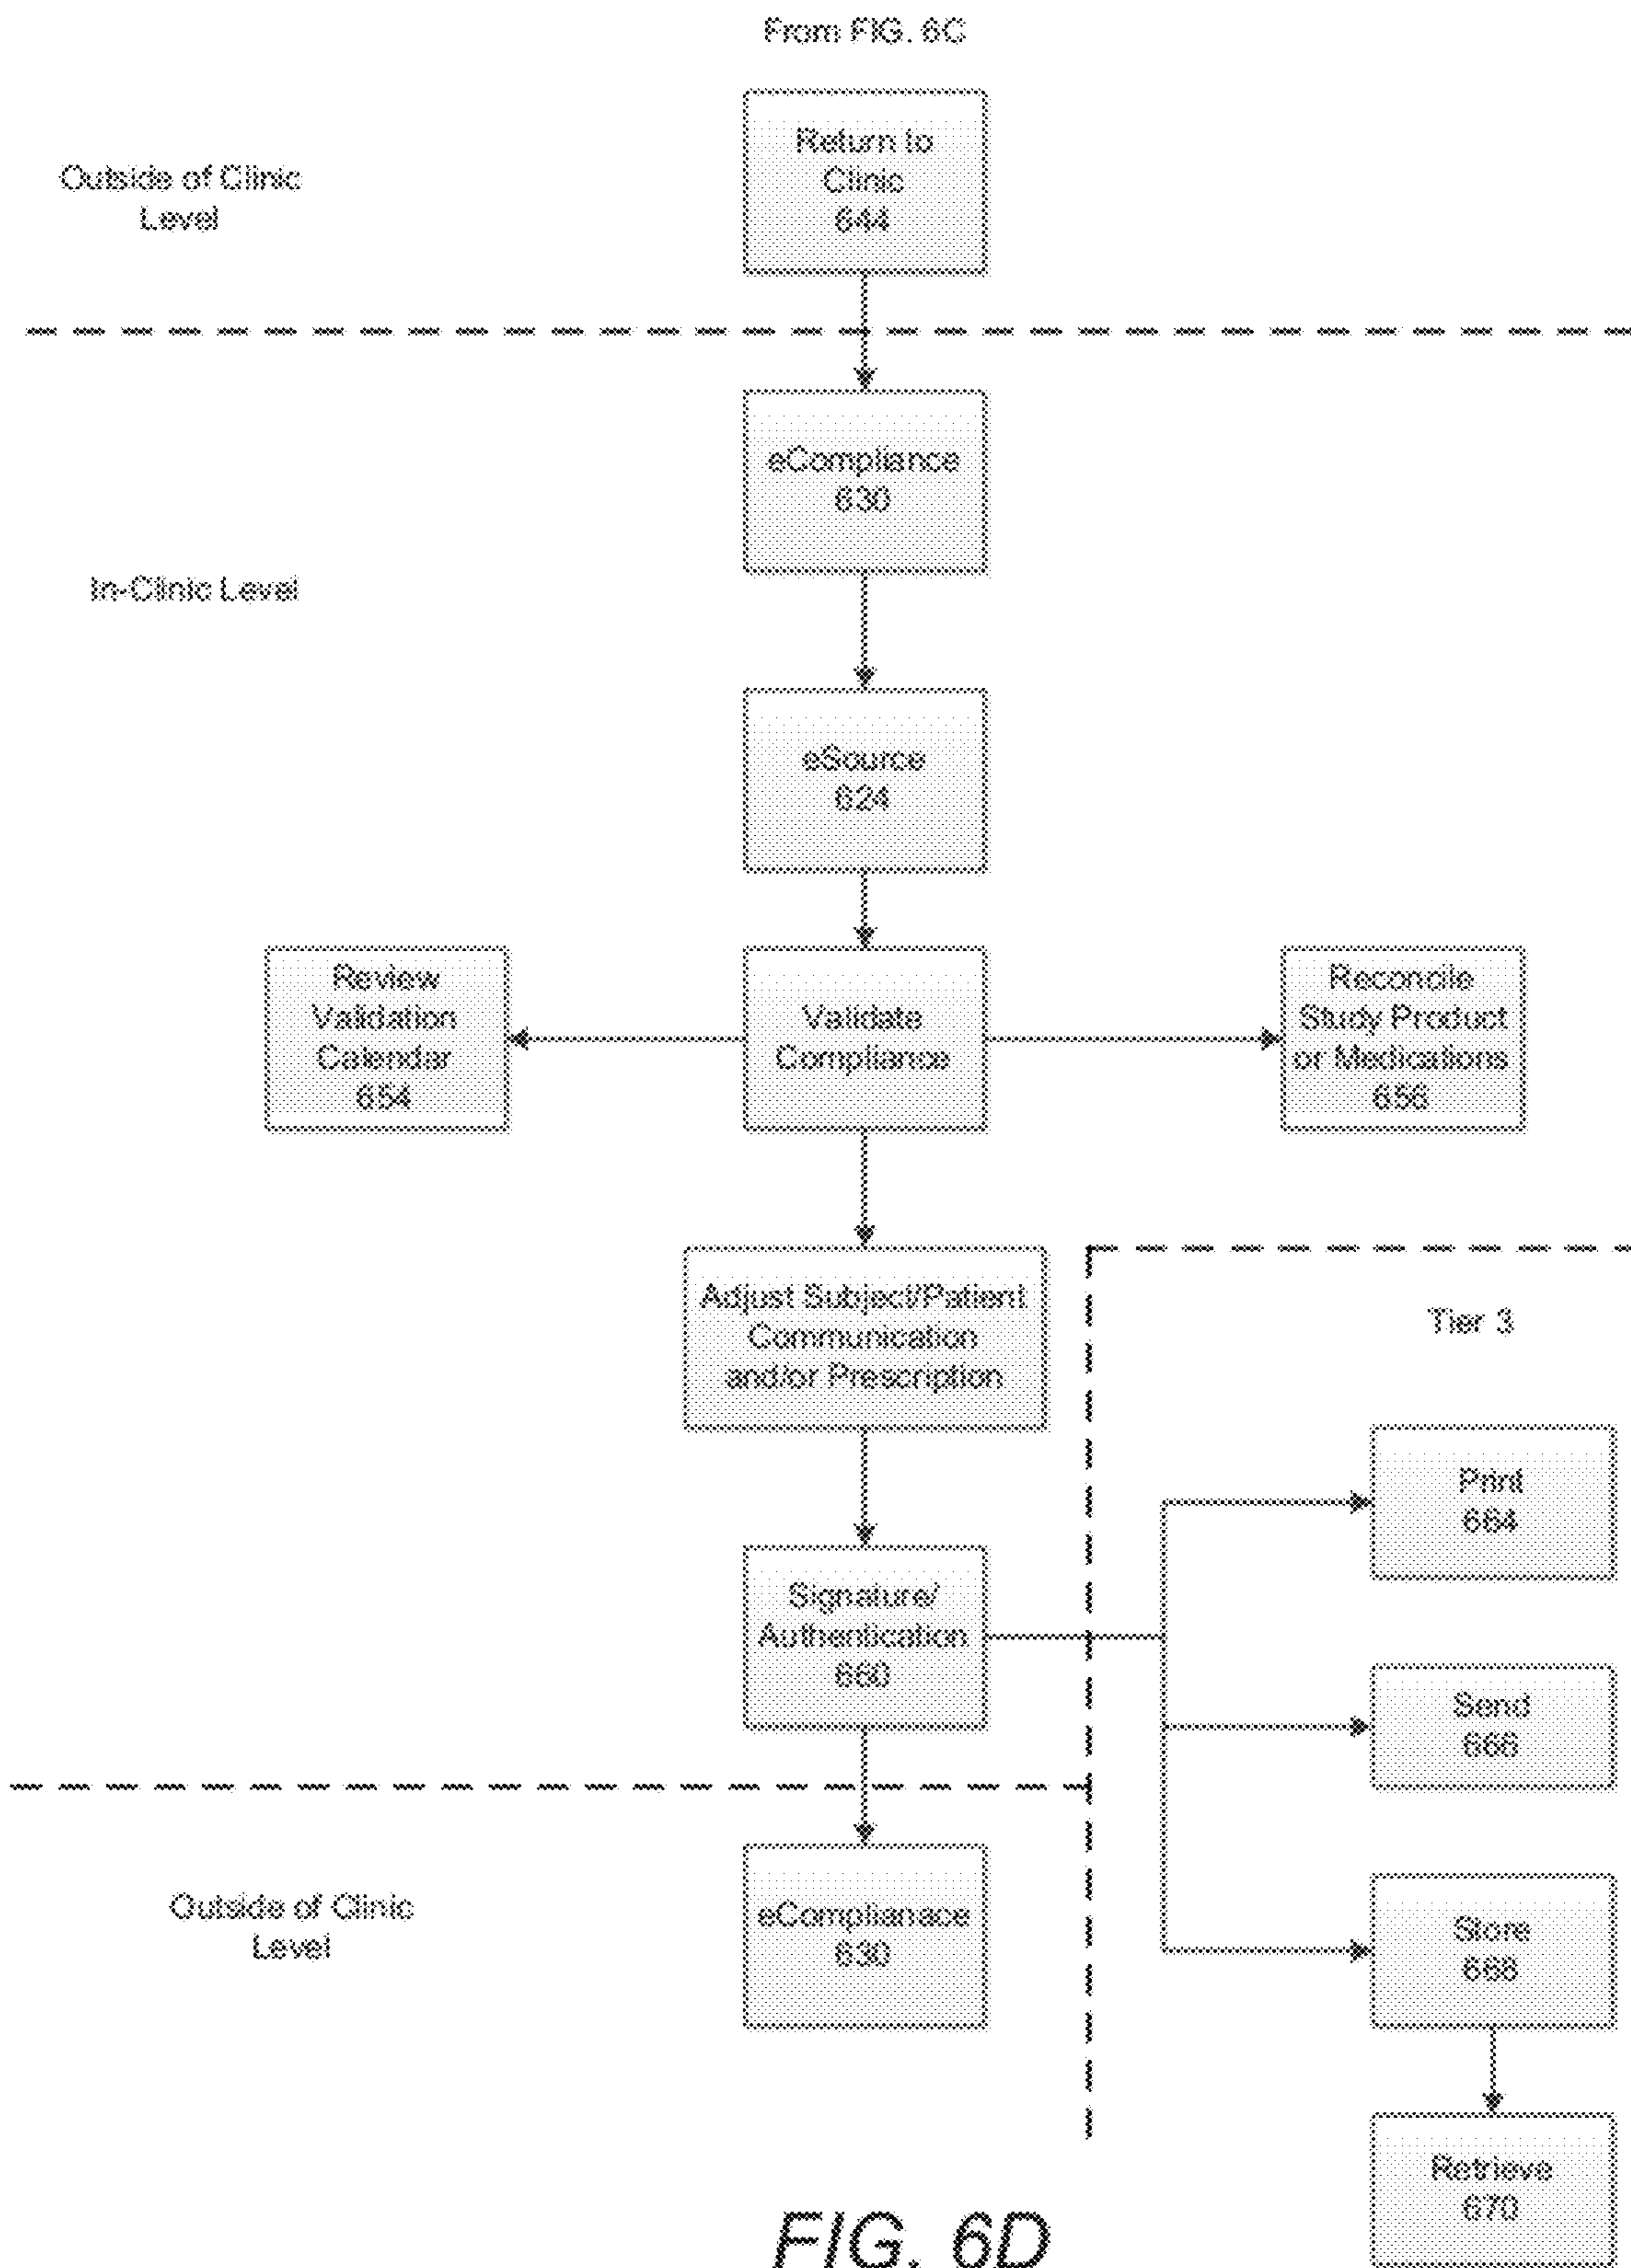 From FIG. 6C
Return to
Clinic
644
Outside of Clinic
Level
eCompliance
630
In-Clinic Level
eSource
624
Review
Validation
Calendar
654
Validate
Compliance
Reconcile
Study Product
or Medications
656
Adjust Subject/Patient
Communication
and/or Prescription
Tier 3
Print
664
Signature/
Authentication
660
Send
666
Outside of Clinic
Level
eComplianace
630
Store
668
Retrieve
670
FIG. 6D